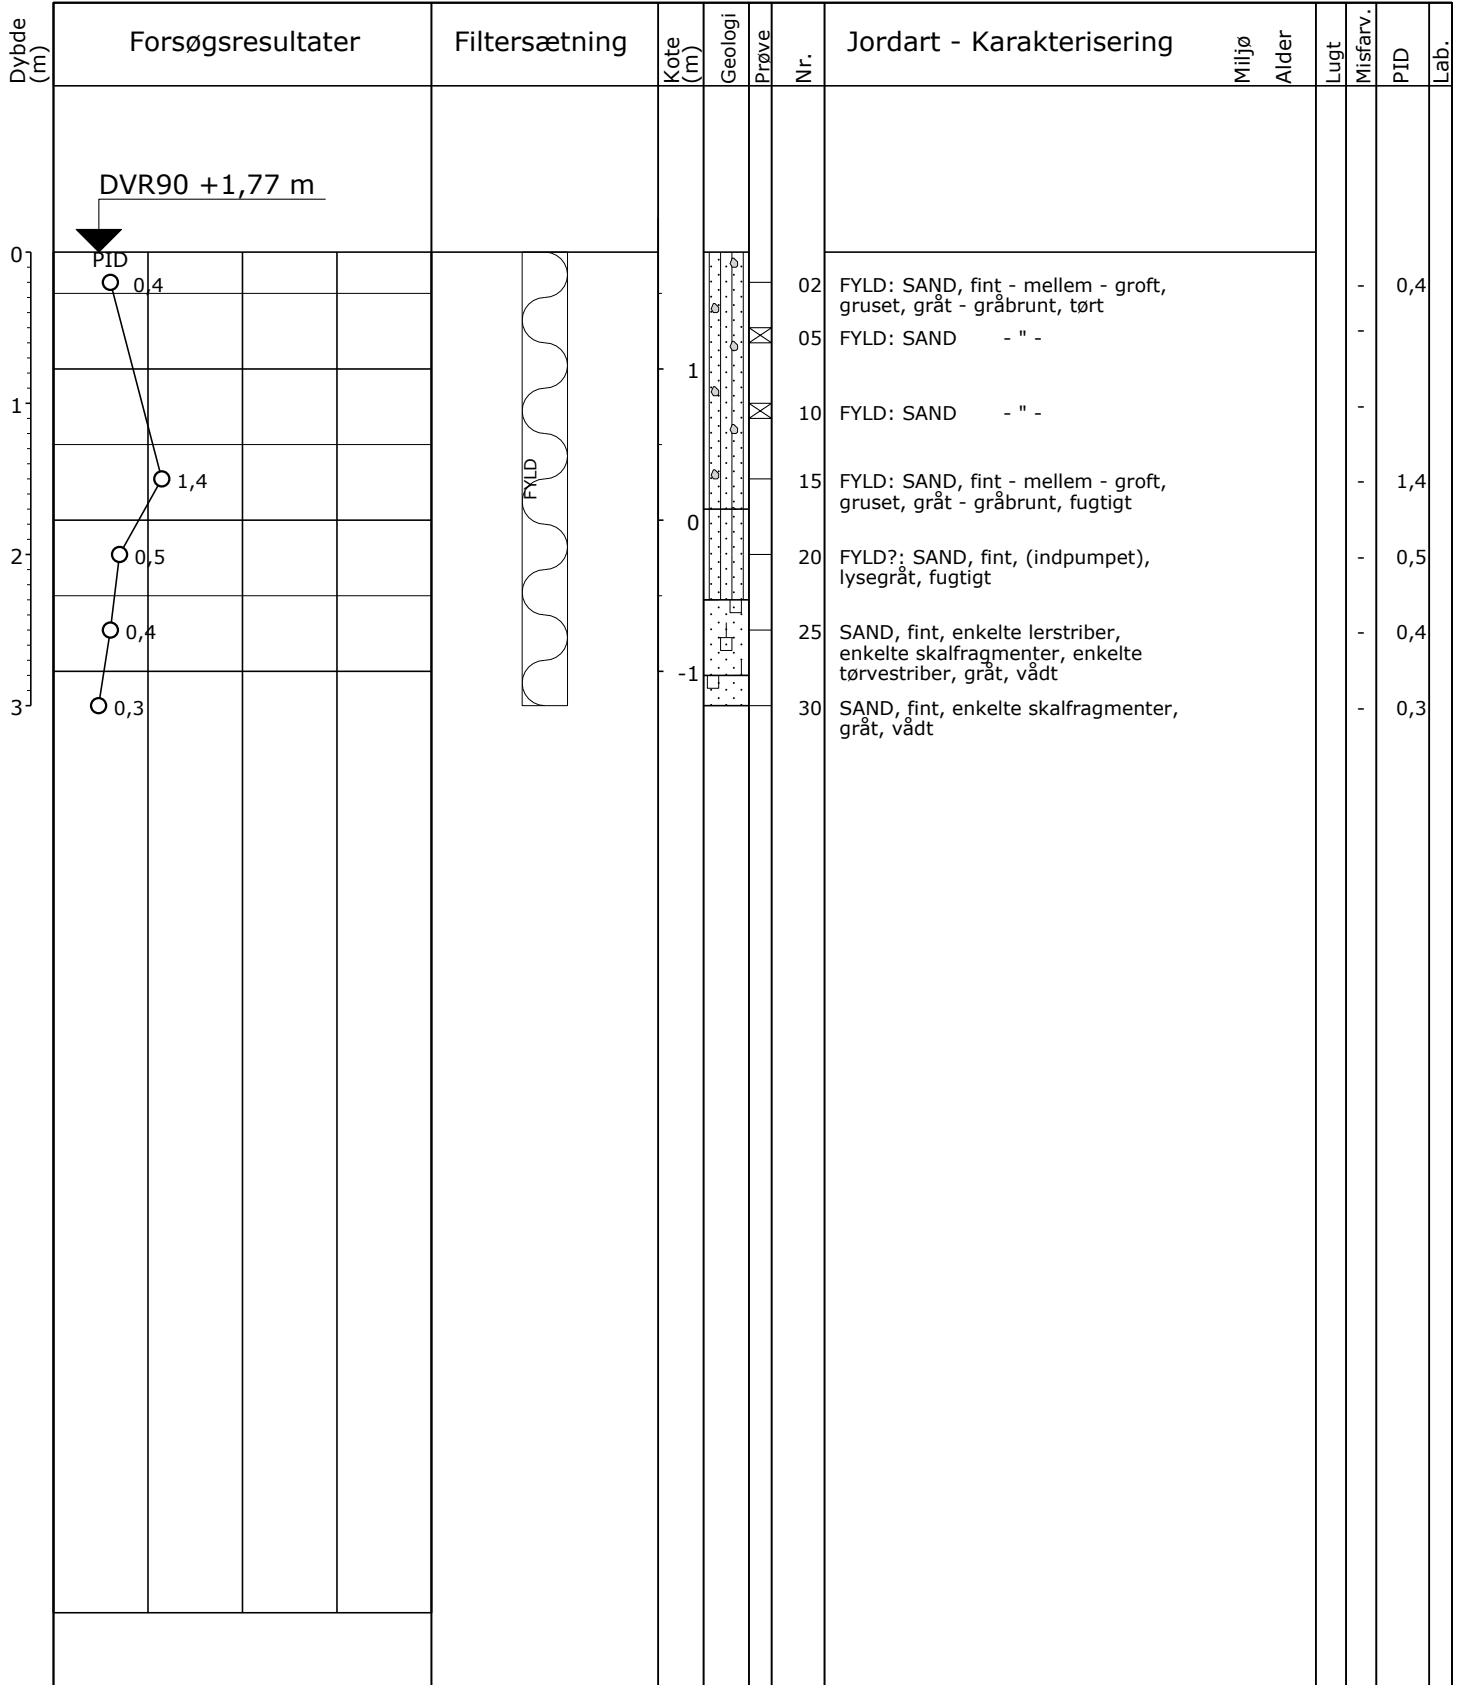 Dybde (m)
Forsøgsresultater
Filtersætning
Kote (m)
Geologi
Prøve
Nr.
Jordart - Karakterisering
Miljø
Alder
Lugt
Misfarv.
PID
Lab.
DVR90 +1,77 m
0
PID
0,4
02 FYLD: SAND, fint - mellem - groft, - 0,4
gruset, gråt - gråbrunt, tørt
05 FYLD: SAND - " - -
1
1
10 FYLD: SAND - " - -
1,4
FYLD
15 FYLD: SAND, fint - mellem - groft, - 1,4
gruset, gråt - gråbrunt, fugtigt
0
2
0,5
20 FYLD?: SAND, fint, (indpumpet), - 0,5
lysegråt, fugtigt
0,4
25 SAND, fint, enkelte lerstriber, - 0,4
enkelte skalfragmenter, enkelte
tørvestriber, gråt, vådt
-1
3
0,3
30 SAND, fint, enkelte skalfragmenter, - 0,3
gråt, vådt